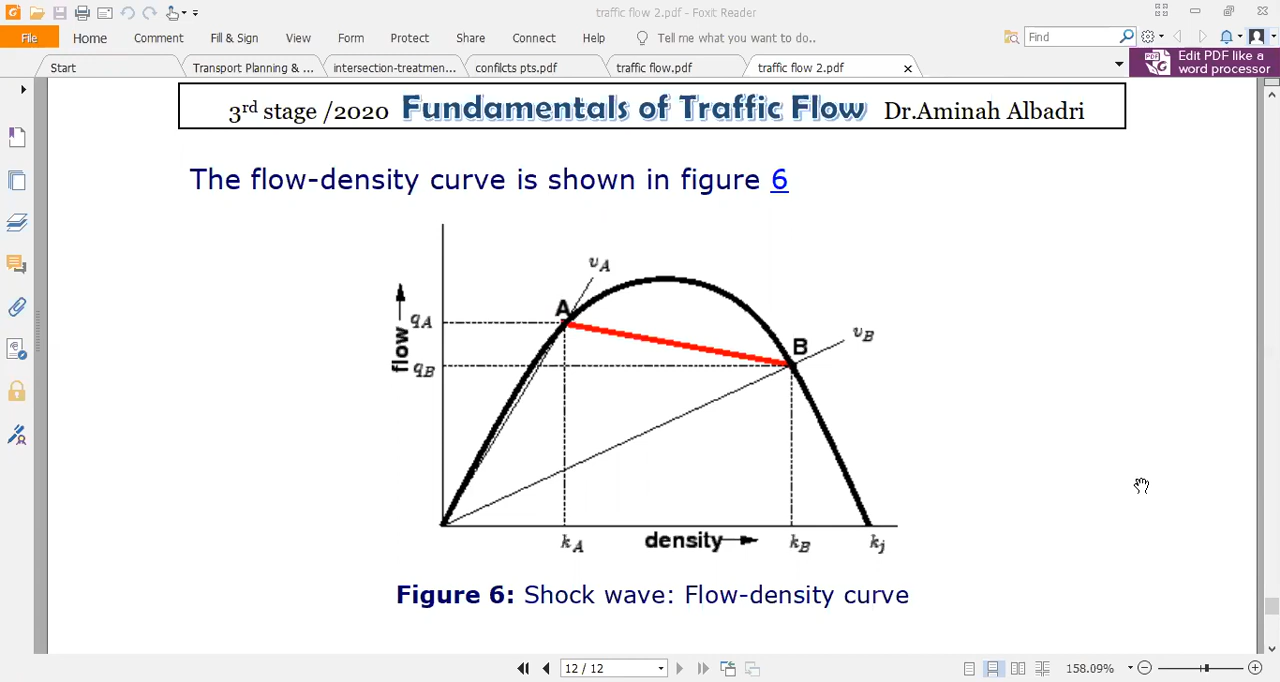 traffic flow 2.pdf - Foxit Reader
File Home Comment Fill & Sign View Form Protect Share Connect Help Tell me what you want to do.. Find
Start Transport Planning & ... intersection-treatmen... confilcts pts.pdf traffic flow.pdf traffic flow 2.pdf
Edit PDF like a
word processor
3rd stage /2020 Fundamentals of Traffic Flow Dr.Aminah Albadri
The flow-density curve is shown in figure 6
vA
A
qA
vB
B
flow
qB
kA density kB kj
Figure 6: Shock wave: Flow-density curve
12 / 12 158.09%